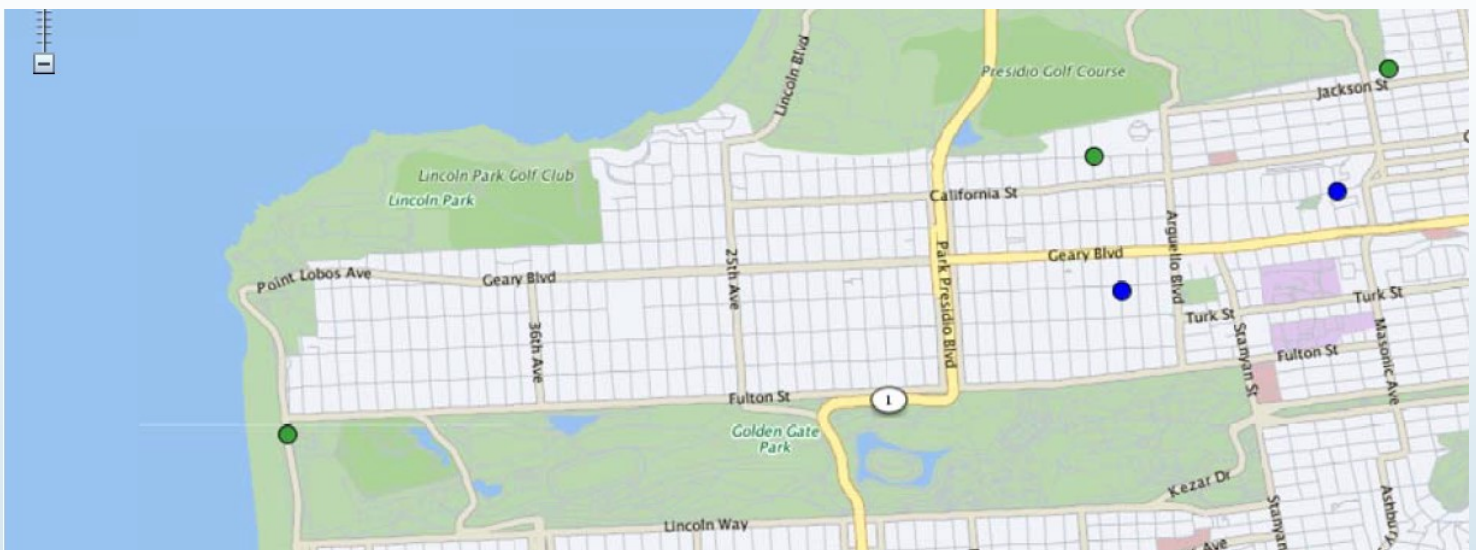 Lincoln Blvd
Presidio Golf Course
Jackson St
Lincoln Park Golf Club
Lincoln Park
California St
Arguello Blvd
Point Lobos Ave
Geary Blvd
25th Ave
Park Presidio Blvd
Geary Blvd
36th Ave
Turk St
Turk St
Stanyan St
Masonic Ave
Fulton St
Fulton St
1
Golden Gate
Park
Kezar Dr
Lincoln Way
Stanyan
Ashbury
Ave